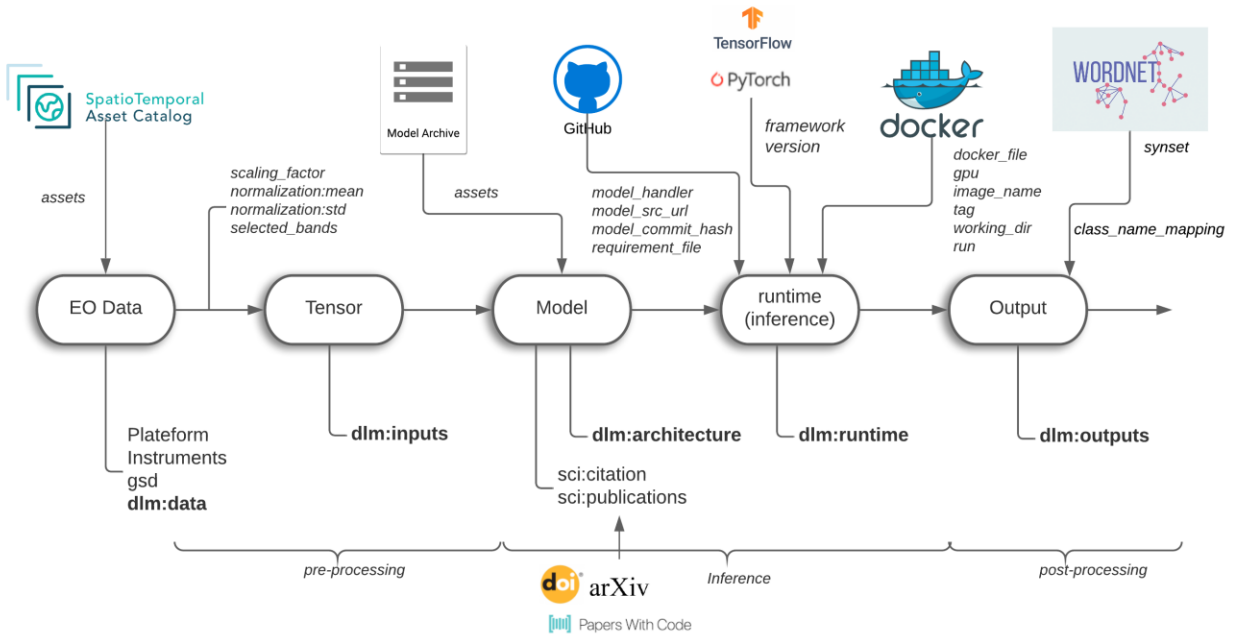 SpatioTemporal
Asset Catalog
Model Archive
GitHub
TensorFlow
PyTorch
docker
WORDNET
assets
scaling_factor
normalization:mean
normalization:std
selected_bands
assets
model_handler
model_src_url
model_commit_hash
requirement_file
framework
version
docker_file
gpu
image_name
tag
working_dir
run
synset
class_name_mapping
EO Data
Tensor
Model
runtime
(inference)
Output
Plateform
Instruments
gsd
dlm:data
dlm:inputs
dlm:architecture
sci:citation
sci:publications
dlm:runtime
dlm:outputs
pre-processing
Inference
post-processing
doi
arXiv
Papers With Code